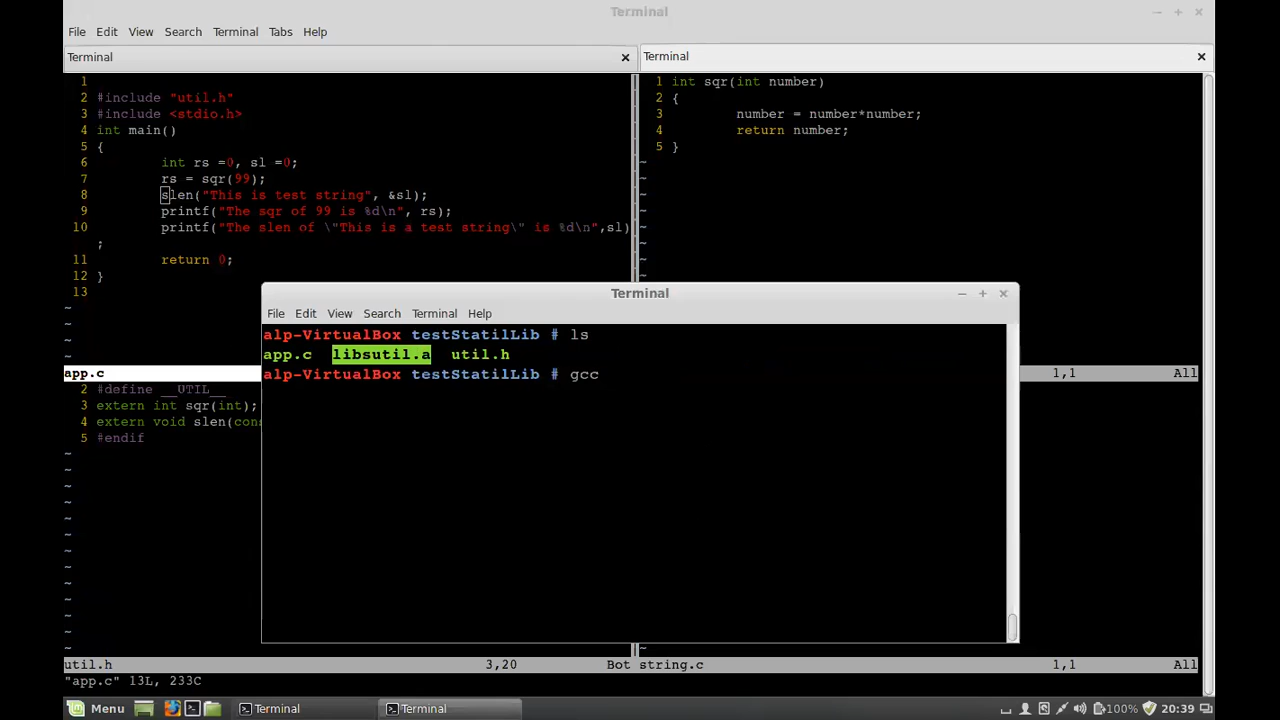 Terminal
File Edit View Search Terminal Tabs Help
Terminal
1
2 #include "util.h"
3 #include <stdio.h>
4 int main()
5 {
6 int rs =0, sl =0;
7 rs = sqr(99);
8 slen("This is test string", &sl);
9 printf("The sqr of 99 is %d\n", rs);
10 printf("The slen of \"This is a test string\" is %d\n",sl)
;
11 return 0;
12 }
13
~
~
~
~
app.c
2 #define __UTIL__
3 extern int sqr(int);
4 extern void slen(cons
5 #endif
~
~
~
~
~
~
~
~
~
~
~
~
~
util.h 3,20 Bot
"app.c" 13L, 233C
Terminal
1 int sqr(int number)
2 {
3 number = number*number;
4 return number;
5 }
~
~
~
~
~
~
~
~
1,1 All
~
string.c 1,1 All
Terminal
File Edit View Search Terminal Help
alp-VirtualBox testStatilLib # ls
app.c libsutil.a util.h
alp-VirtualBox testStatilLib # gcc
Menu Terminal Terminal 100% 20:39